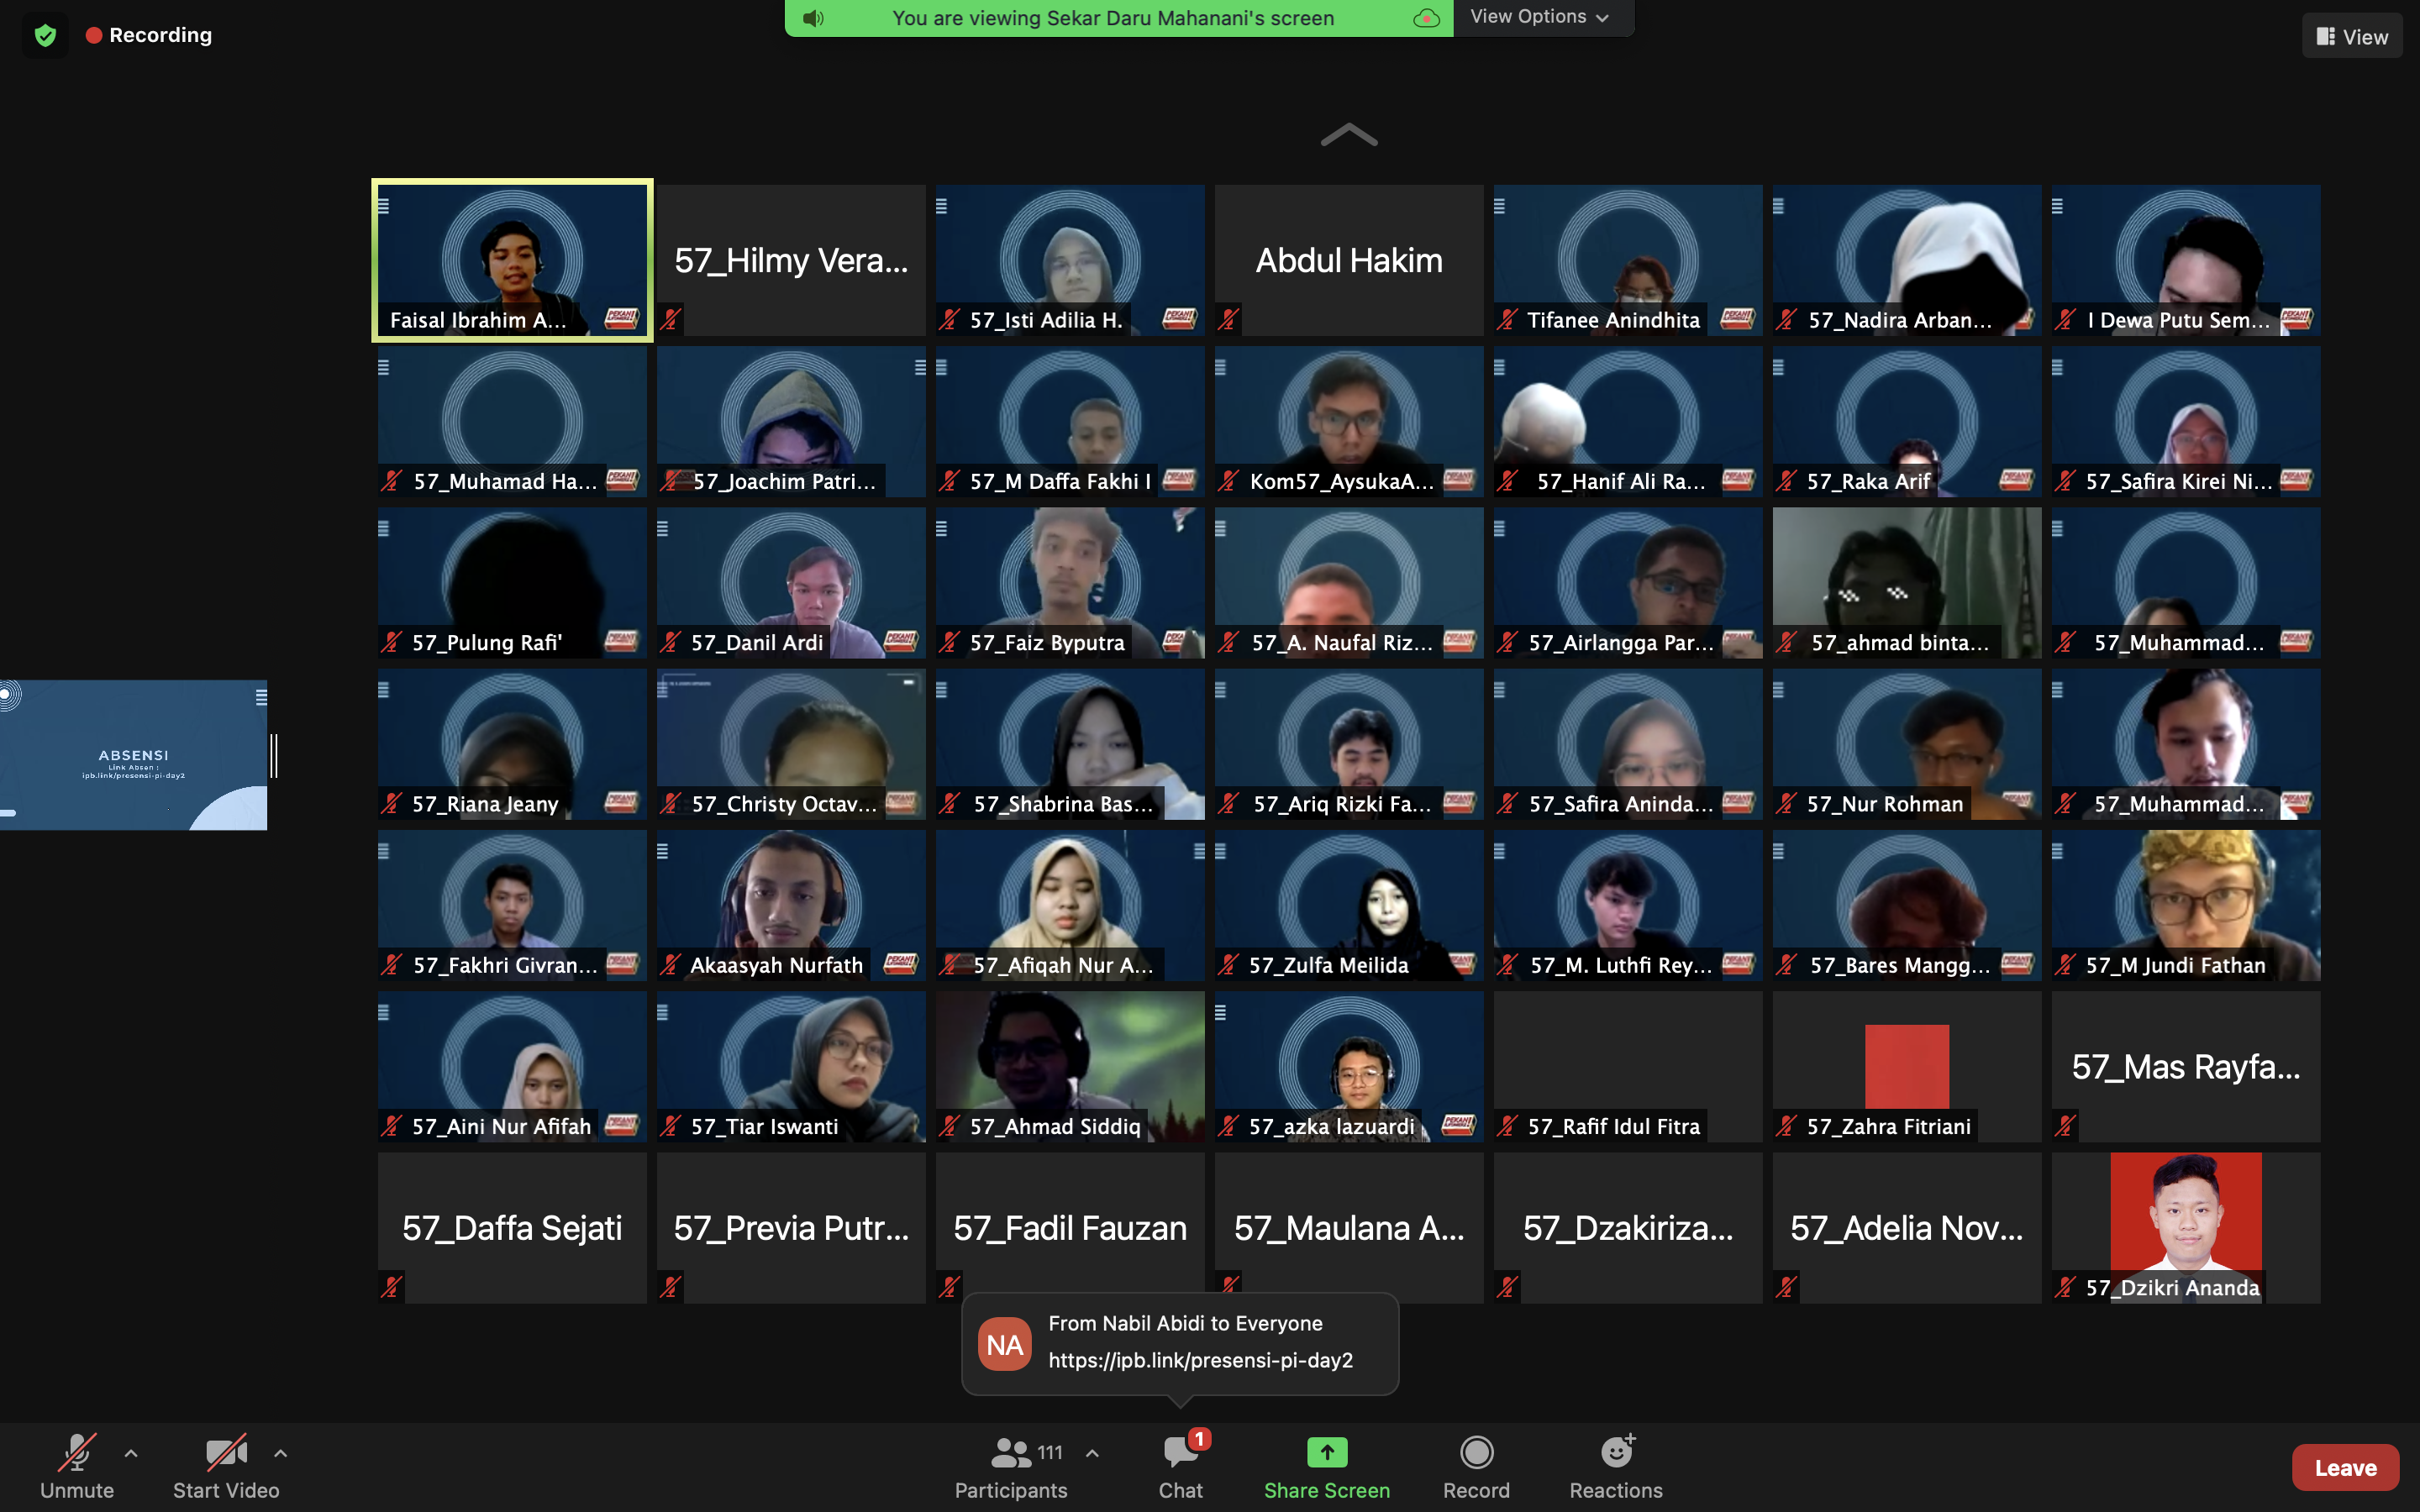 Recording
You are viewing Sekar Daru Mahanani's screen
View Options
View
Faisal Ibrahim A...
57_Hilmy Vera...
57_Isti Adilia H.
Abdul Hakim
Tifanee Anindhita
57_Nadira Arban...
I Dewa Putu Sem...
57_Muhamad Ha...
57_Joachim Patri...
57_M Daffa Fakhi I
Kom57_AysukaA...
57_Hanif Ali Ra...
57_Raka Arif
57_Safira Kirei Ni...
57_Pulung Rafi'
57_Danil Ardi
57_Faiz Byputra
57_A. Naufal Riz...
57_Airlangga Par...
57_ahmad binta...
57_Muhammad...
ABSENSI
Link Absen :
ipb.link/presensi-pi-day2
57_Riana Jeany
57_Christy Octav...
57_Shabrina Bas...
57_Ariq Rizki Fa...
57_Safira Aninda...
57_Nur Rohman
57_Muhammad...
57_Fakhri Givran...
Akaasyah Nurfath
57_Afiqah Nur A...
57_Zulfa Meilida
57_M. Luthfi Rey...
57_Bares Mangg...
57_M Jundi Fathan
57_Aini Nur Afifah
57_Tiar Iswanti
57_Ahmad Siddiq
57_azka lazuardi
57_Rafif Idul Fitra
57_Zahra Fitriani
57_Mas Rayfa...
57_Daffa Sejati
57_Previa Putr...
57_Fadil Fauzan
57_Maulana A...
57_Dzakiriza...
57_Adelia Nov...
57_Dzikri Ananda
NA
From Nabil Abidi to Everyone
https://ipb.link/presensi-pi-day2
Unmute
Start Video
111
Participants
1
Chat
Share Screen
Record
Reactions
Leave